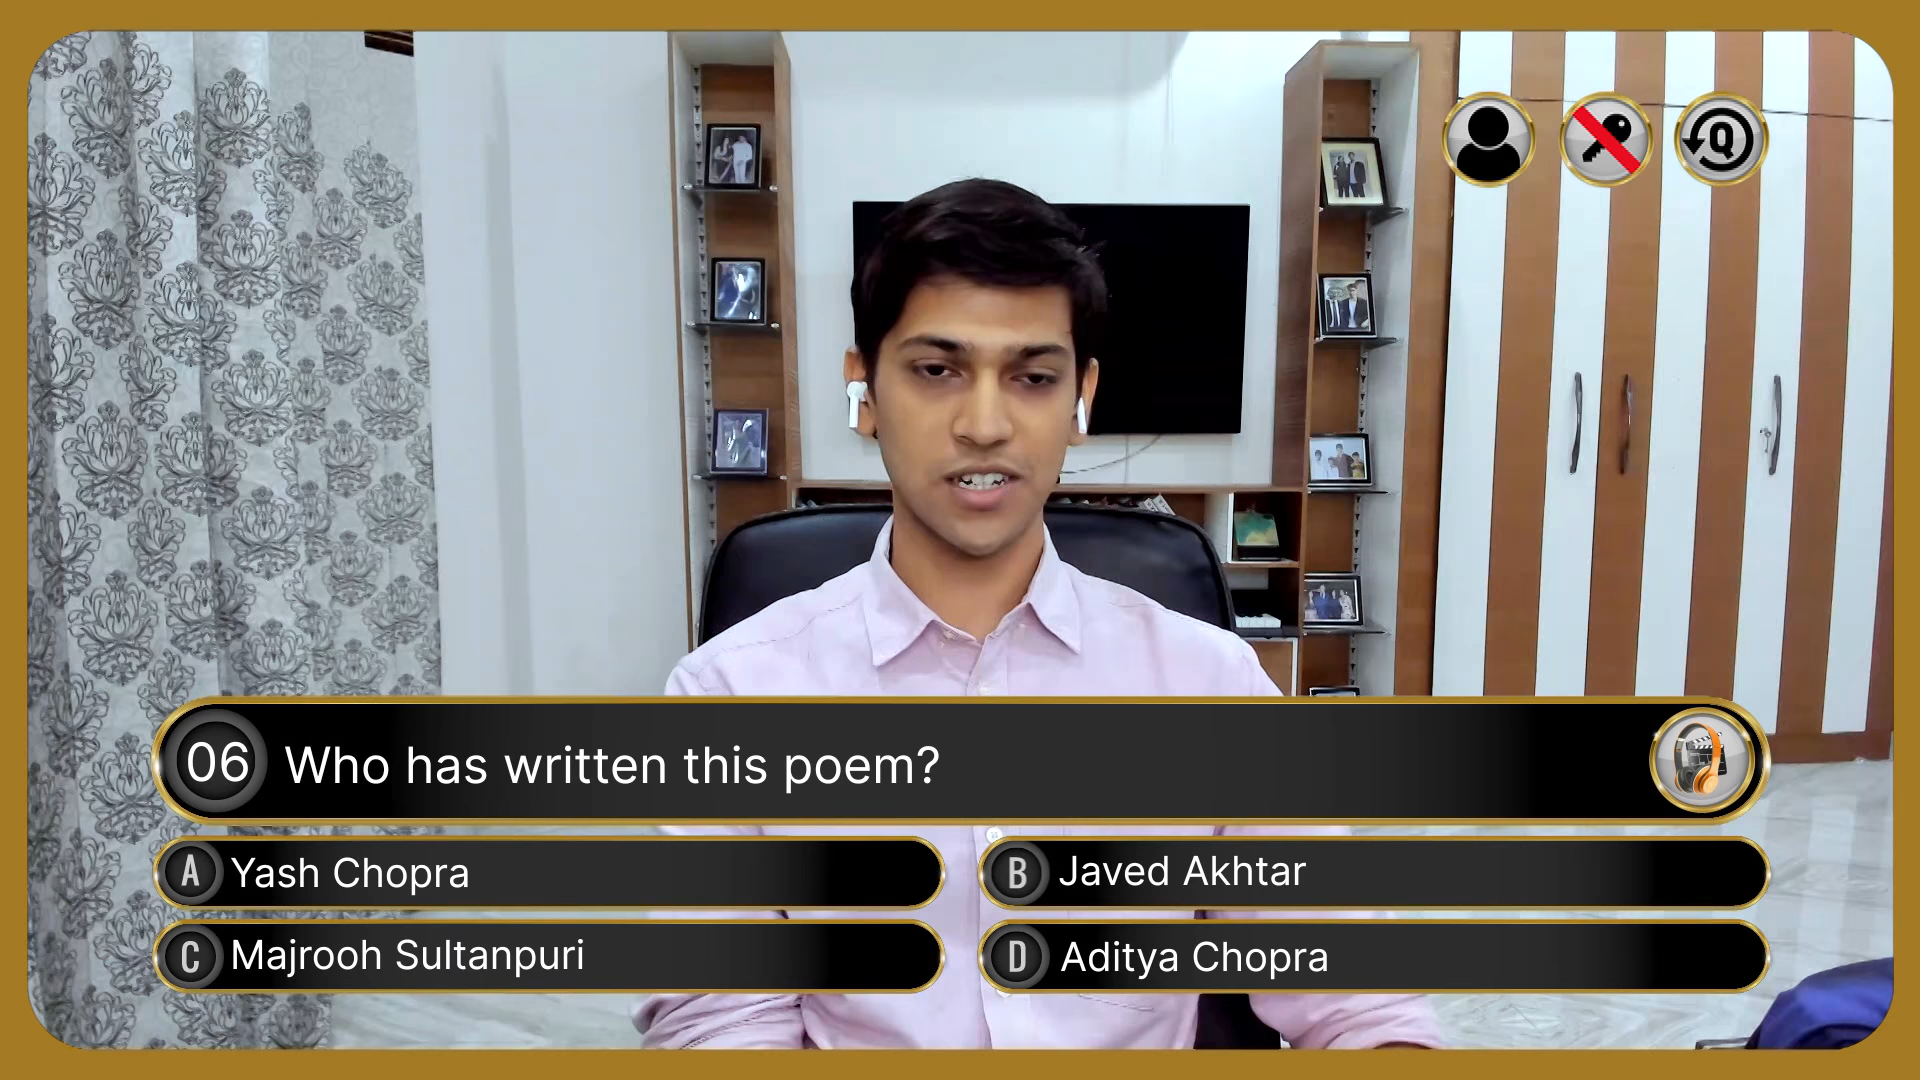 Q
06 Who has written this poem?
A Yash Chopra
B Javed Akhtar
C Majrooh Sultanpuri
D Aditya Chopra